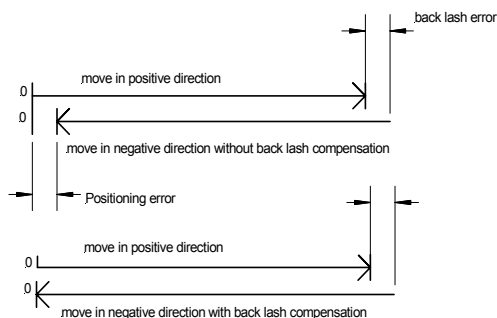 back lash error
.0
move in positive direction
.0
move in negative direction without back lash compensation
Positioning error
move in positive direction
.0
.0
move in negative direction with back lash compensation